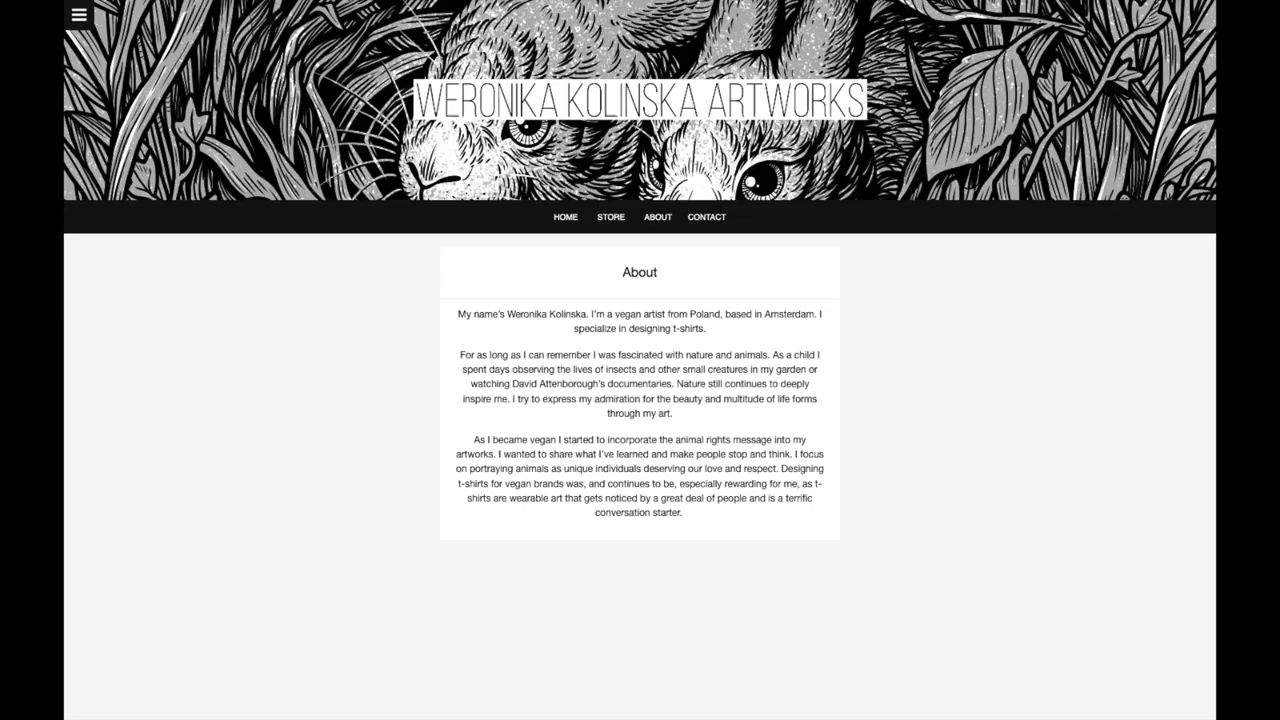 WERONIKA KOLINSKA ARTWORKS
HOME STORE ABOUT CONTACT
About
My name's Weronika Kolinska. I'm a vegan artist from Poland, based in Amsterdam. I
specialize in designing t-shirts.
For as long as I can remember I was fascinated with nature and animals. As a child I
spent days observing the lives of insects and other small creatures in my garden or
watching David Attenborough's documentaries. Nature still continues to deeply
inspire me. I try to express my admiration for the beauty and multitude of life forms
through my art.
As I became vegan I started to incorporate the animal rights message into my
artworks. I wanted to share what I've learned and make people stop and think. I focus
on portraying animals as unique individuals deserving our love and respect. Designing
t-shirts for vegan brands was, and continues to be, especially rewarding for me, as t-
shirts are wearable art that gets noticed by a great deal of people and is a terrific
conversation starter.